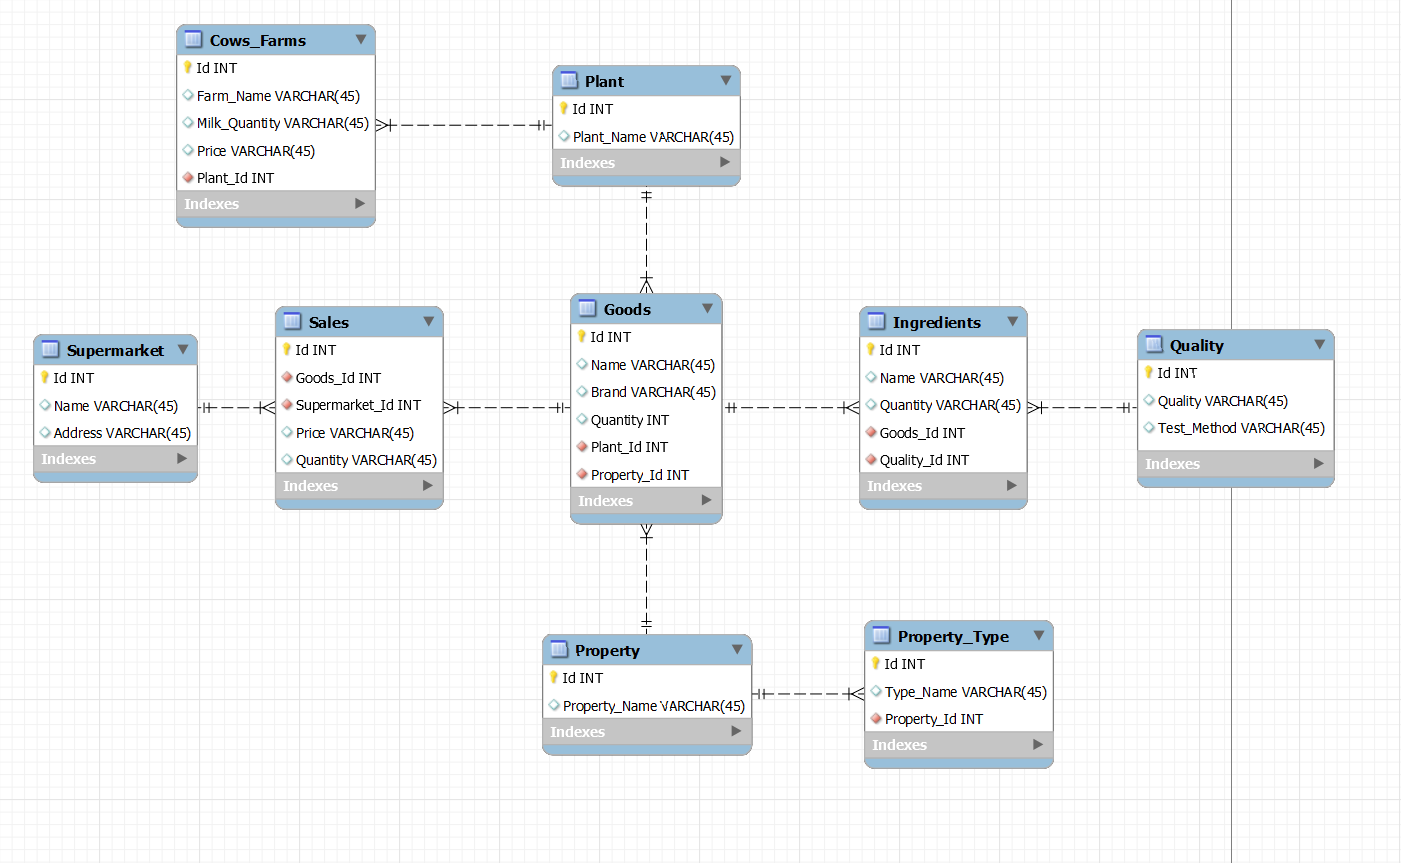 Cows_Farms
Id INT
Farm_Name VARCHAR(45)
Milk_Quantity VARCHAR(45)
Price VARCHAR(45)
Plant_Id INT
Indexes
Plant
Id INT
Plant_Name VARCHAR(45)
Indexes
Supermarket
Id INT
Name VARCHAR(45)
Address VARCHAR(45)
Indexes
Sales
Id INT
Goods_Id INT
Supermarket_Id INT
Price VARCHAR(45)
Quantity VARCHAR(45)
Indexes
Goods
Id INT
Name VARCHAR(45)
Brand VARCHAR(45)
Quantity INT
Plant_Id INT
Property_Id INT
Indexes
Ingredients
Id INT
Name VARCHAR(45)
Quantity VARCHAR(45)
Goods_Id INT
Quality_Id INT
Indexes
Quality
Id INT
Quality VARCHAR(45)
Test_Method VARCHAR(45)
Indexes
Property
Id INT
Property_Name VARCHAR(45)
Indexes
Property_Type
Id INT
Type_Name VARCHAR(45)
Property_Id INT
Indexes